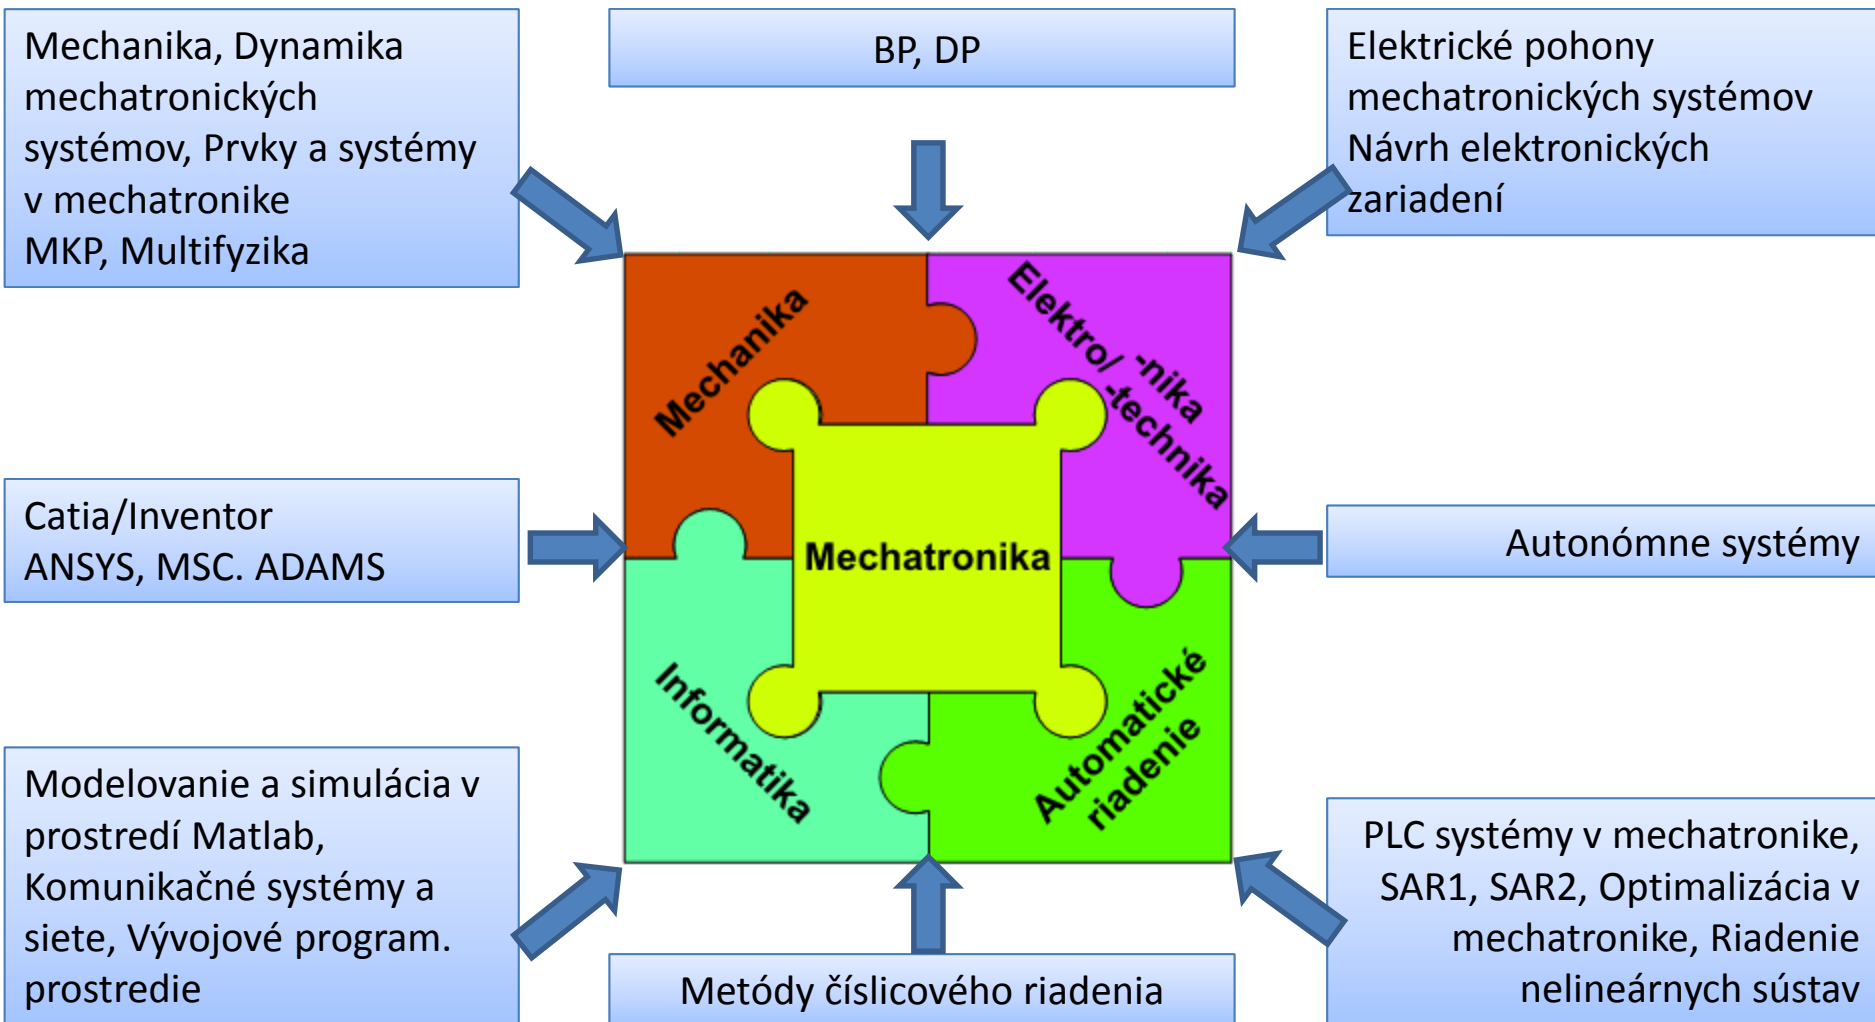 Mechanika, Dynamika
mechatronických
systémov, Prvky a systémy
v mechatronike
MKP, Multifyzika
BP, DP
Elektrické pohony
mechatronických systémov
Návrh elektronických
zariadení
Mechanika
Elektro/ -nika
-technika
Catia/Inventor
ANSYS, MSC. ADAMS
Mechatronika
Autonómne systémy
Informatika
Automatické
riadenie
Modelovanie a simulácia v
prostredí Matlab,
Komunikačné systémy a
siete, Vývojové program.
prostredie
Metódy číslicového riadenia
PLC systémy v mechatronike,
SAR1, SAR2, Optimalizácia v
mechatronike, Riadenie
nelineárnych sústav